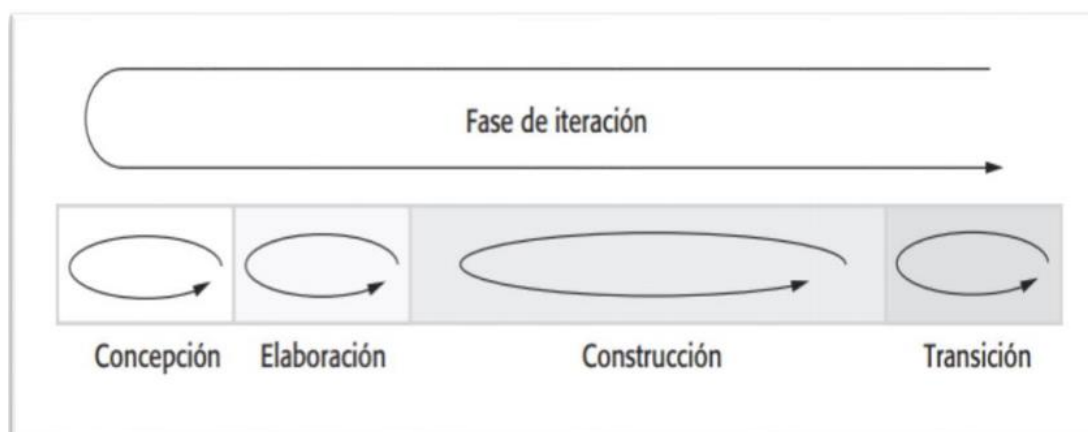 Fase de iteración
Concepción
Elaboración
Construcción
Transición